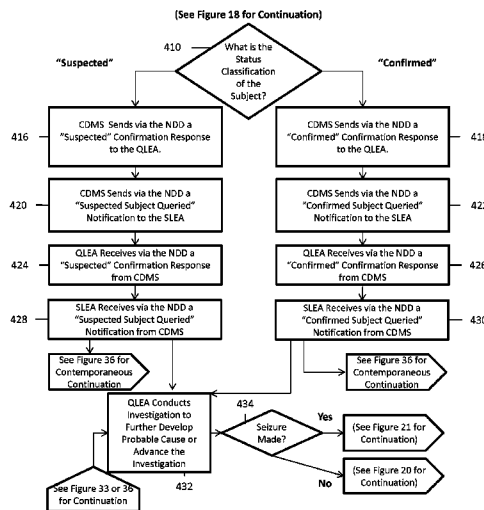 (See Figure 18 for Continuation)
410
What is the
Status
Classification
of the
Subject?
"Suspected"
"Confirmed"
416
CDMS Sends via the NDD a
"Suspected" Confirmation Response
to the QLEA.
CDMS Sends via the NDD a
"Confirmed" Confirmation Response
to the QLEA.
418
420
CDMS Sends via the NDD a
"Suspected Subject Queried"
Notification to the SLEA
CDMS Sends via the NDD a
"Confirmed Subject Queried"
Notification to the SLEA
422
424
QLEA Receives via the NDD a
"Suspected" Confirmation Response
from CDMS
QLEA Receives via the NDD a
"Confirmed" Confirmation Response
from CDMS
426
428
SLEA Receives via the NDD a
"Suspected Subject Queried"
Notification from CDMS
SLEA Receives via the NDD a
"Confirmed Subject Queried"
Notification from CDMS
430
See Figure 36 for
Contemporaneous
Continuation
See Figure 36 for
Contemporaneous
Continuation
QLEA Conducts
Investigation to
Further Develop
Probable Cause or
Advance the
Investigation
432
434
Seizure
Made?
Yes
(See Figure 21 for
Continuation)
No
(See Figure 20 for
Continuation)
See Figure 33 or 36
for Continuation